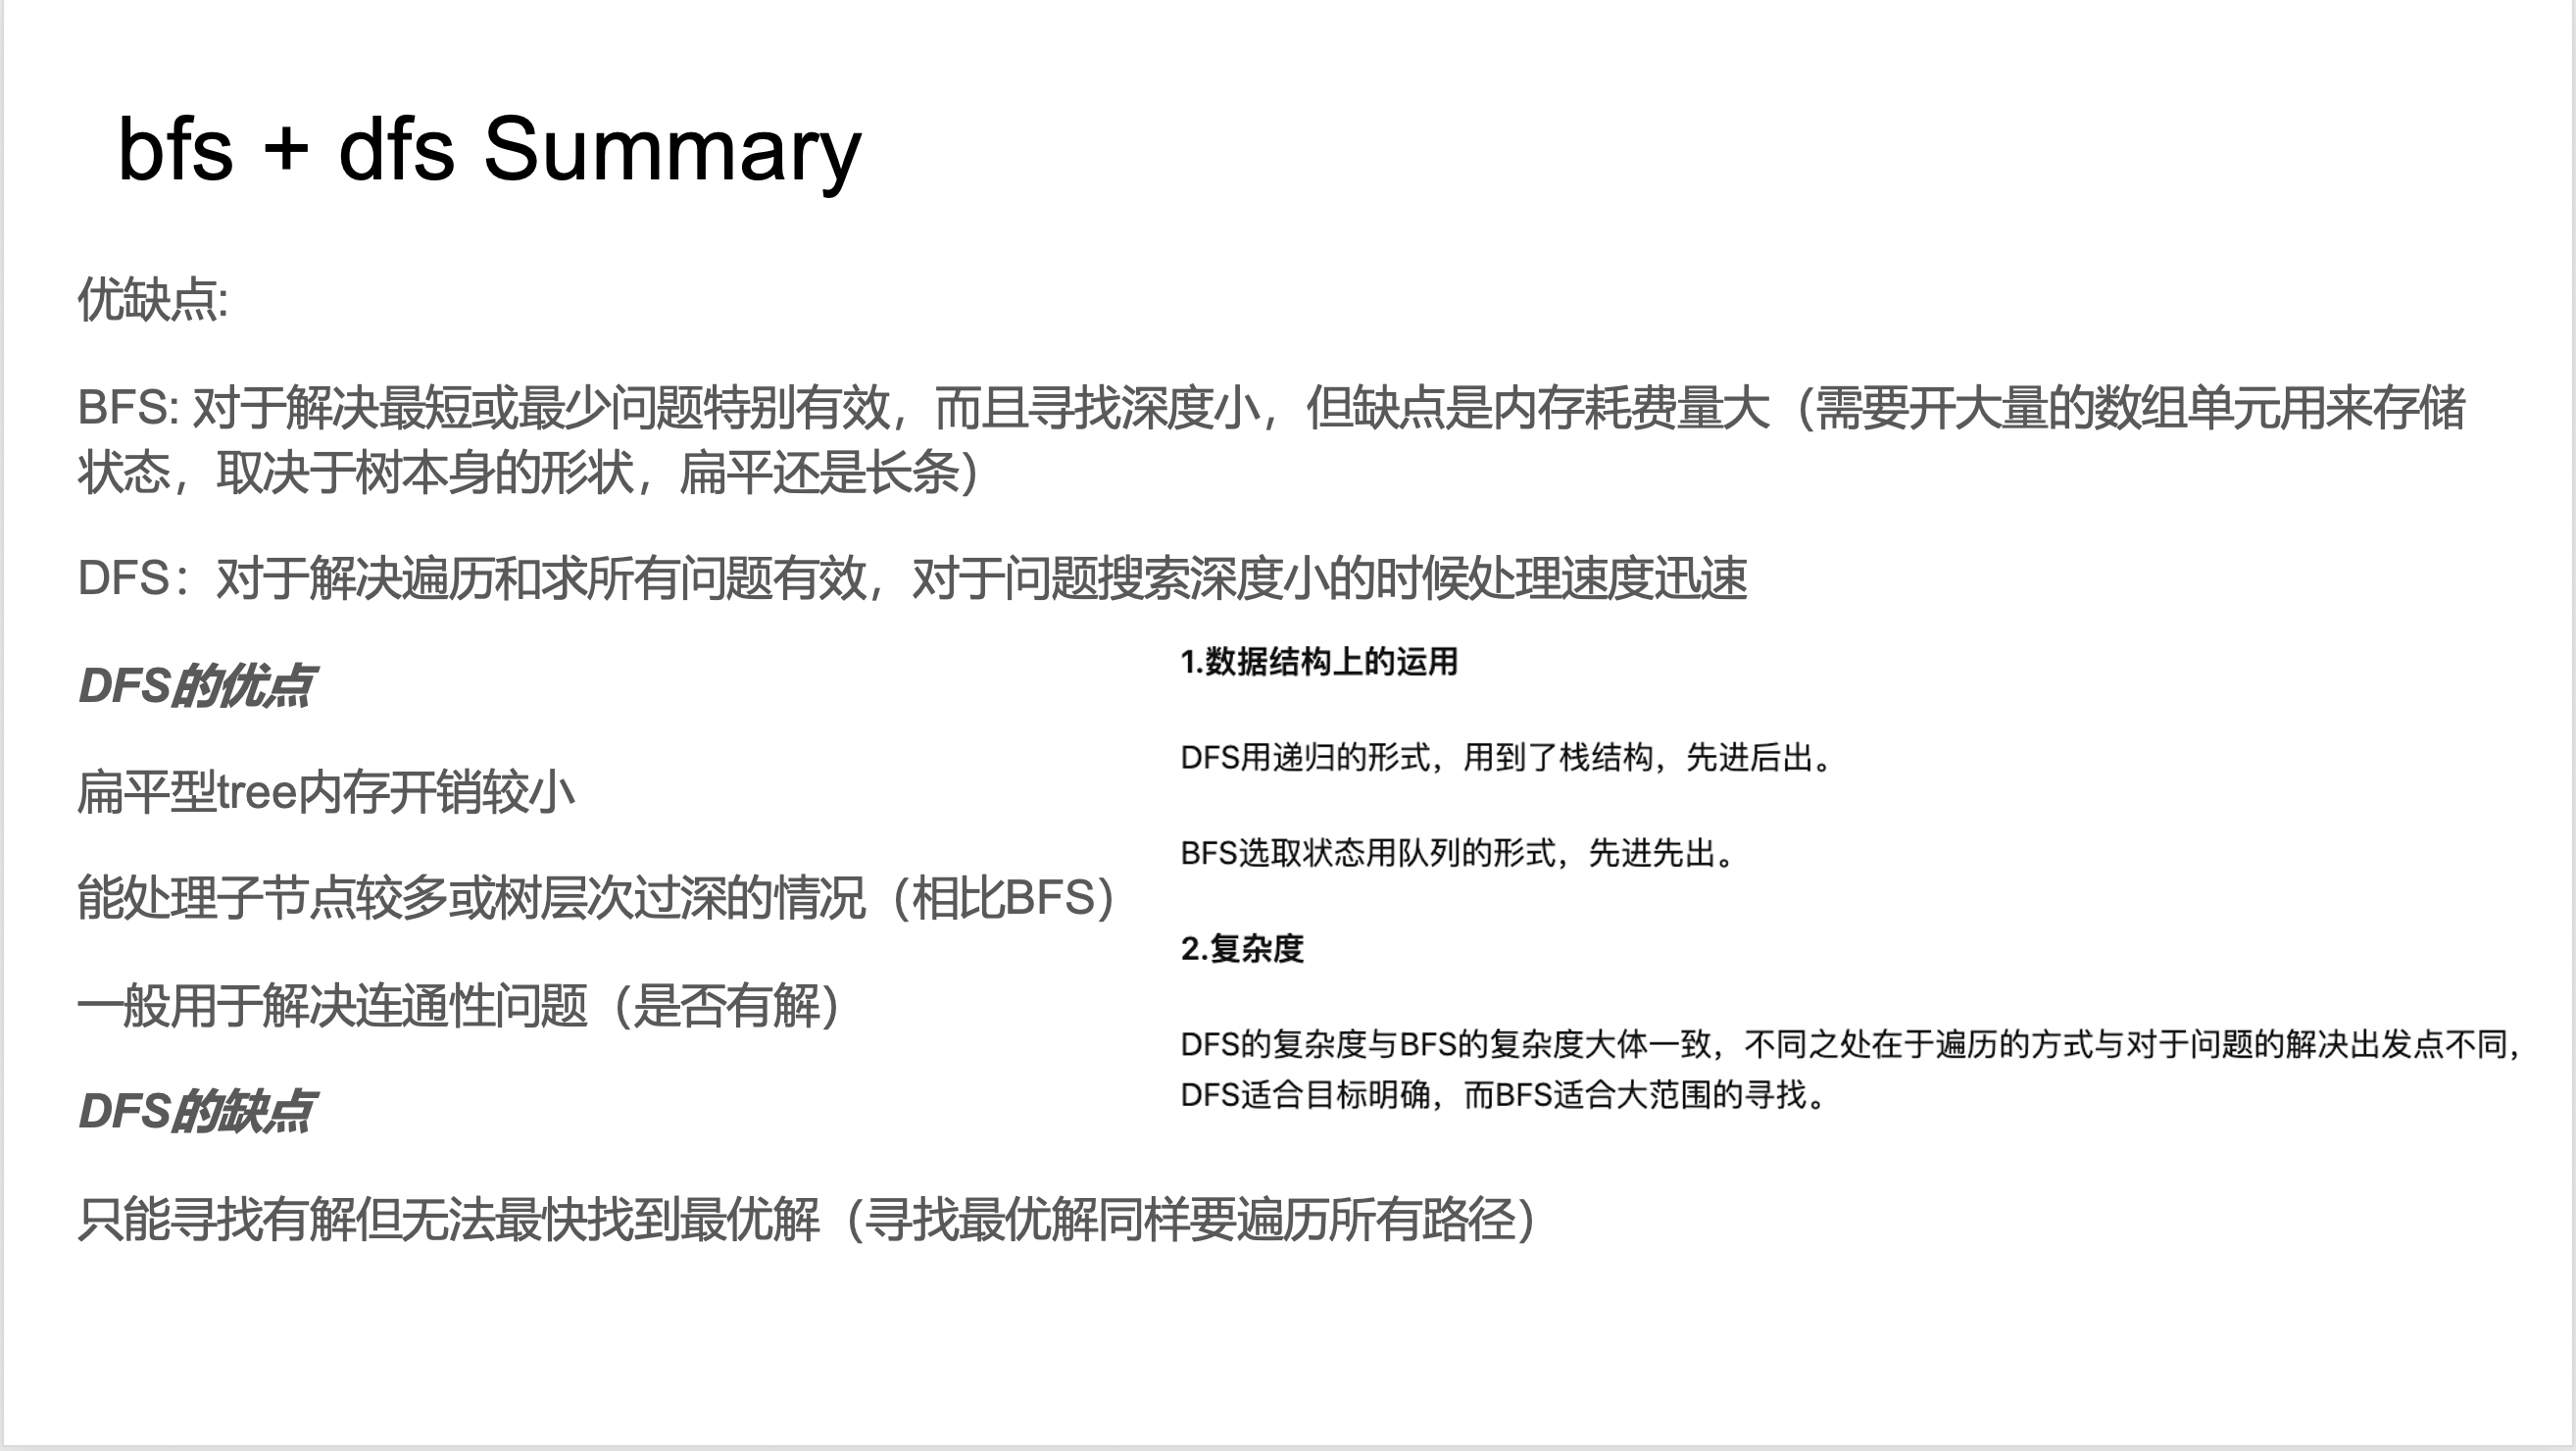 bfs + dfs Summary
优缺点:
BFS: 对于解决最短或最少问题特别有效，而且寻找深度小，但缺点是内存耗费量大（需要开大量的数组单元用来存储
状态，取决于树本身的形状，扁平还是长条）
DFS：对于解决遍历和求所有问题有效，对于问题搜索深度小的时候处理速度迅速
DFS的优点
扁平型tree内存开销较小
能处理子节点较多或树层次过深的情况（相比BFS）
一般用于解决连通性问题（是否有解）
DFS的缺点
只能寻找有解但无法最快找到最优解（寻找最优解同样要遍历所有路径）
1.数据结构上的运用
DFS用递归的形式，用到了栈结构，先进后出。
BFS选取状态用队列的形式，先进先出。
2.复杂度
DFS的复杂度与BFS的复杂度大体一致，不同之处在于遍历的方式与对于问题的解决出发点不同，
DFS适合目标明确，而BFS适合大范围的寻找。